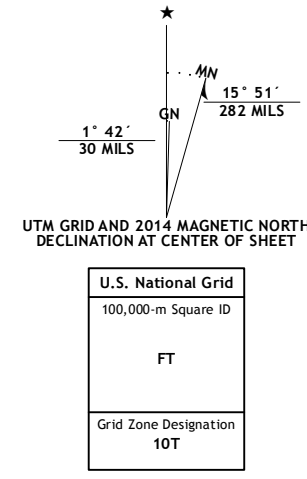 ★
MN
15° 51´
282 MILS
GN
1° 42´
30 MILS
UTM GRID AND 2014 MAGNETIC NORTH
DECLINATION AT CENTER OF SHEET
U.S. National Grid
100,000-m Square ID
FT
Grid Zone Designation
10T